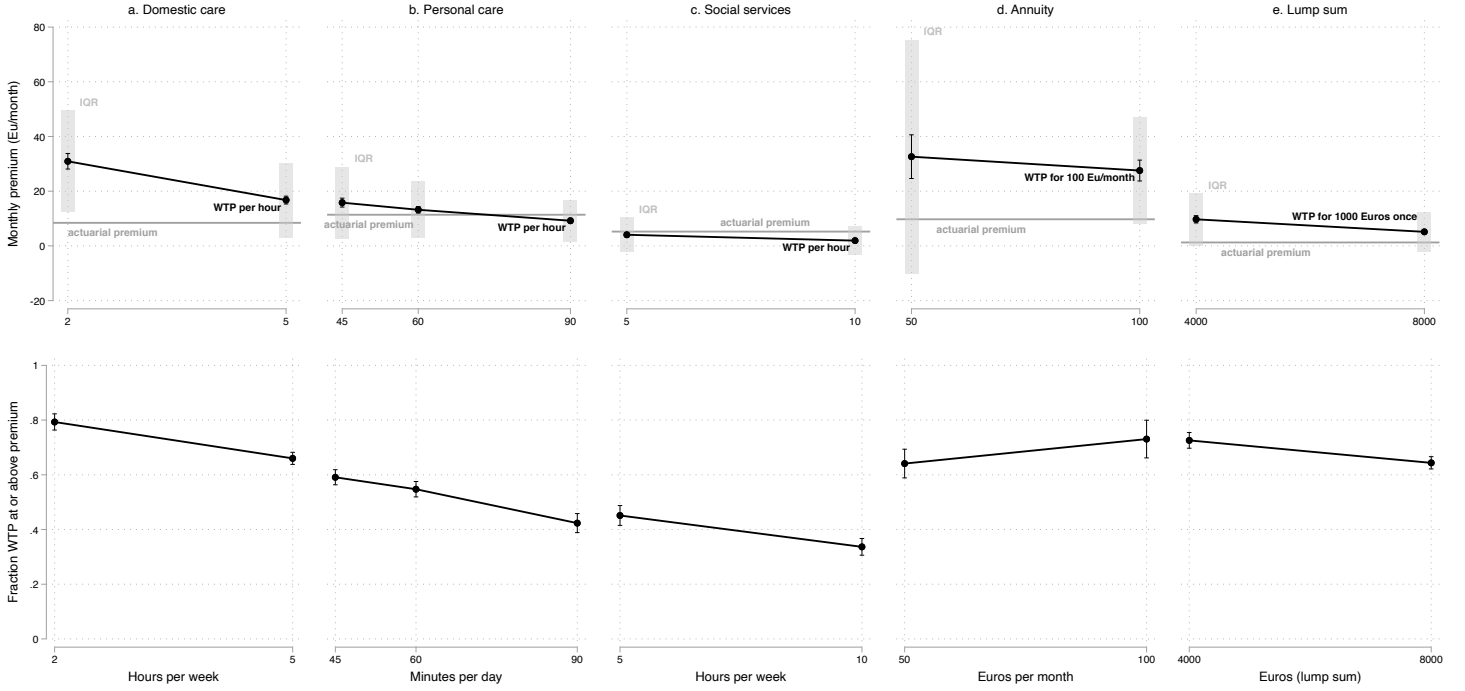 a. Domestic care
b. Personal care
c. Social services
d. Annuity
e. Lump sum
Monthly premium (Eu/month)
80
60
40
20
0
-20
IQR
WTP per hour
actuarial premium
2
5
IQR
actuarial premium
WTP per hour
45
60
90
IQR
actuarial premium
WTP per hour
5
10
IQR
WTP for 100 Eu/month
actuarial premium
50
100
IQR
WTP for 1000 Euros once
actuarial premium
4000
8000
Fraction WTP at or above premium
1
.8
.6
.4
.2
0
2
5
Hours per week
45
60
90
Minutes per day
5
10
Hours per week
50
100
Euros per month
4000
8000
Euros (lump sum)